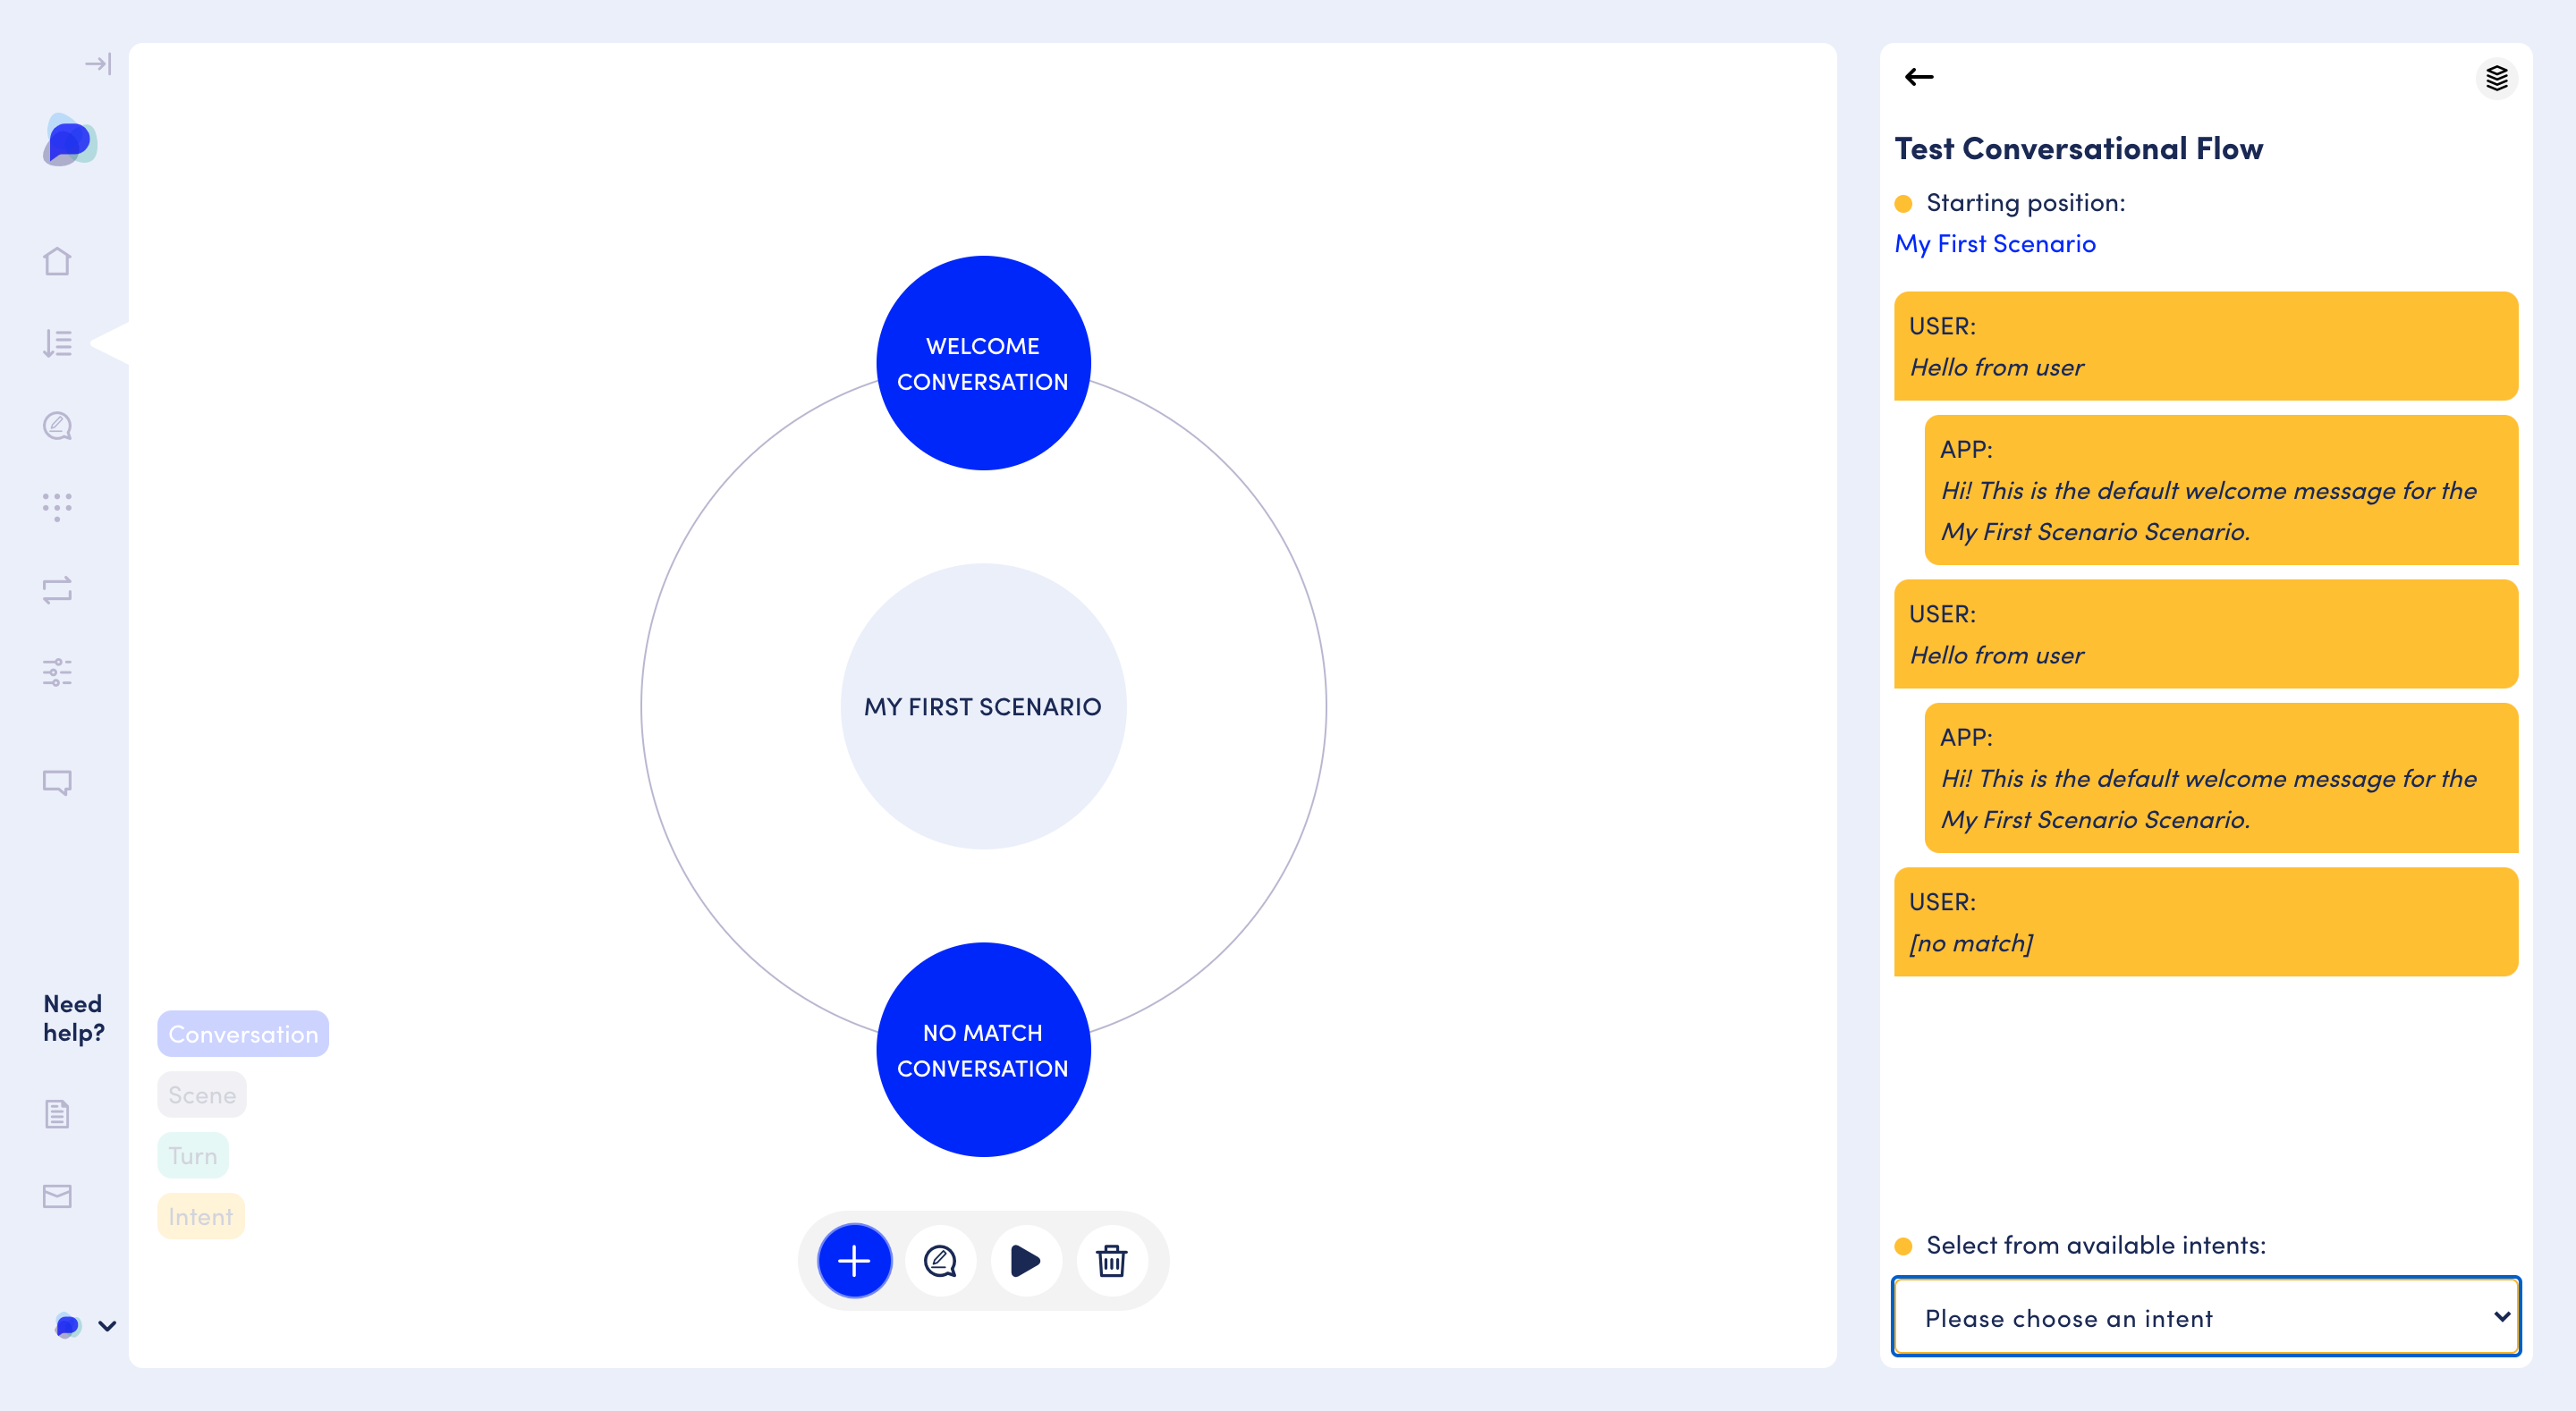 Need
help?
WELCOME
CONVERSATION
MY FIRST SCENARIO
NO MATCH
CONVERSATION
Conversation
Scene
Turn
Intent
Test Conversational Flow
Starting position:
My First Scenario
USER:
Hello from user
APP:
Hi! This is the default welcome message for the
My First Scenario Scenario.
USER:
Hello from user
APP:
Hi! This is the default welcome message for the
My First Scenario Scenario.
USER:
[no match]
Select from available intents:
Please choose an intent